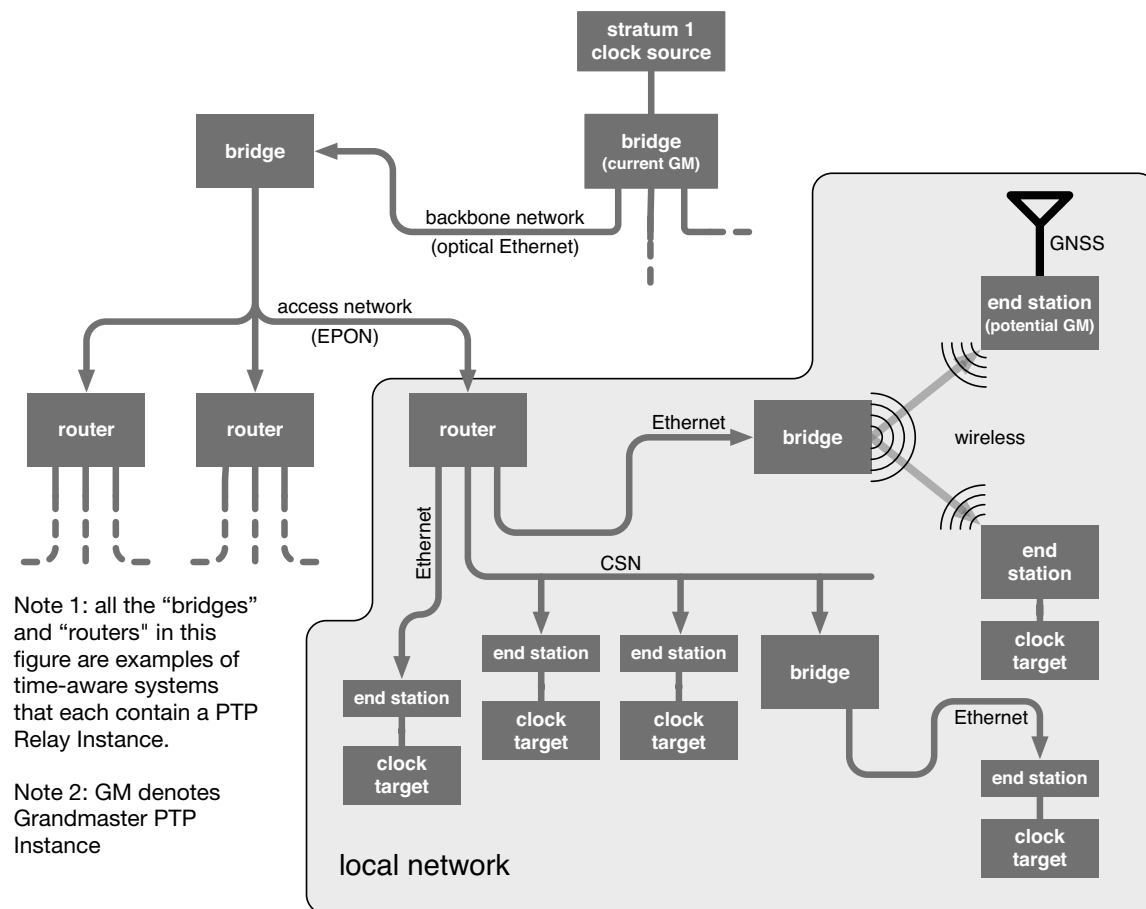 stratum 1
clock source
bridge
bridge
(current GM)
backbone network
(optical Ethernet)
GNSS
end station
(potential GM)
access network
(EPON)
router
router
router
Ethernet
bridge
wireless
Ethernet
CSN
end
station
clock
target
end station
clock
target
end station
clock
target
bridge
end station
clock
target
Ethernet
end station
clock
target
Note 1: all the “bridges”
and “routers" in this
figure are examples of
time-aware systems
that each contain a PTP
Relay Instance.
Note 2: GM denotes
Grandmaster PTP
Instance
local network